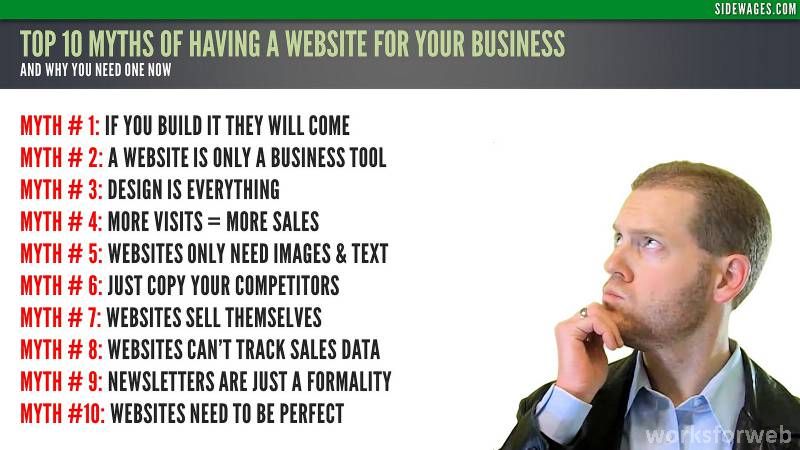 SIDEWAGES.COM
TOP 10 MYTHS OF HAVING A WEBSITE FOR YOUR BUSINESS
AND WHY YOU NEED ONE NOW
MYTH # 1: IF YOU BUILD IT THEY WILL COME
MYTH # 2: A WEBSITE IS ONLY A BUSINESS TOOL
MYTH # 3: DESIGN IS EVERYTHING
MYTH # 4: MORE VISITS = MORE SALES
MYTH # 5: WEBSITES ONLY NEED IMAGES & TEXT
MYTH # 6: JUST COPY YOUR COMPETITORS
MYTH # 7: WEBSITES SELL THEMSELVES
MYTH # 8: WEBSITES CAN'T TRACK SALES DATA
MYTH # 9: NEWSLETTERS ARE JUST A FORMALITY
MYTH #10: WEBSITES NEED TO BE PERFECT
worksforweb